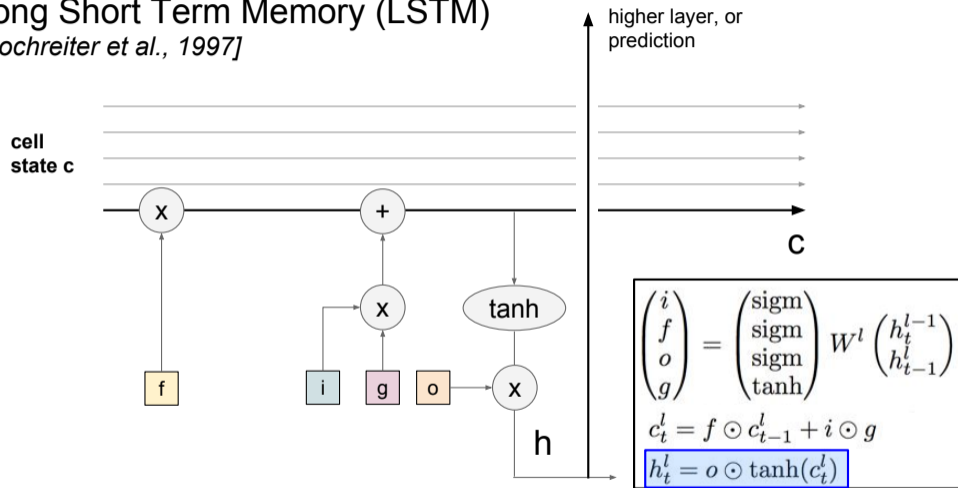 ong Short Term Memory (LSTM)
ochreiter et al., 1997]
higher layer, or
prediction
cell
state c
x
+
c
x
tanh
f
i
g
o
x
h
(i f o g) = (sigm sigm sigm tanh) W^l (h_t^{l-1} h_{t-1}^l)
c_t^l = f ⊙ c_{t-1}^l + i ⊙ g
h_t^l = o ⊙ tanh(c_t^l)